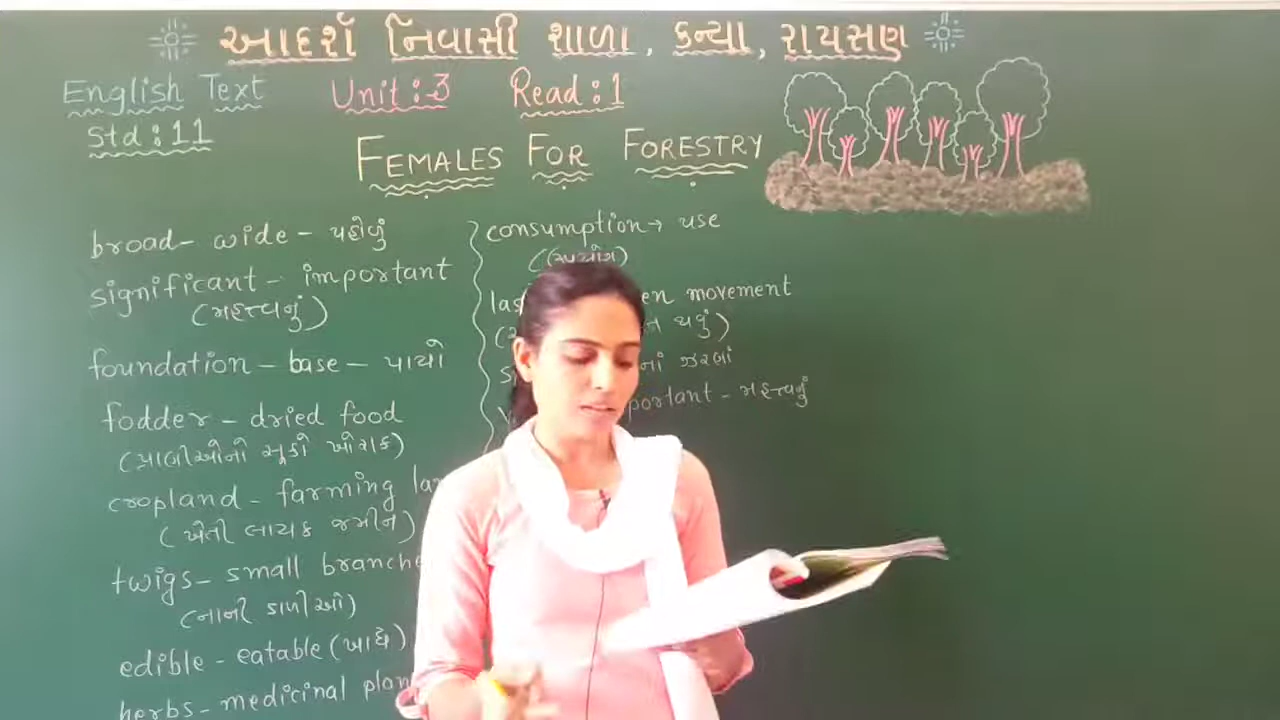 આદર્શ નિવાસી શાળા, કન્યા, રાયસણ
English Text Unit:3 Read:1
Std:11
FEMALES FOR FORESTRY
broad - wide - પહોળું
significant - important
(મહત્ત્વનું)
foundation - base - પાયો
fodder - dried food
(પ્રાણીઓનો સૂકો ખોરાક)
cropland - farming
(ખેતી લાયક જમીન)
twigs - small
(નાની ડાળીઓ)
edible - eatable (ખાદ્ય)
herbs - medicinal
consumption → use
(ઉપયોગ)
movement
થવું)
ઝરણાં
- મહત્ત્વનું